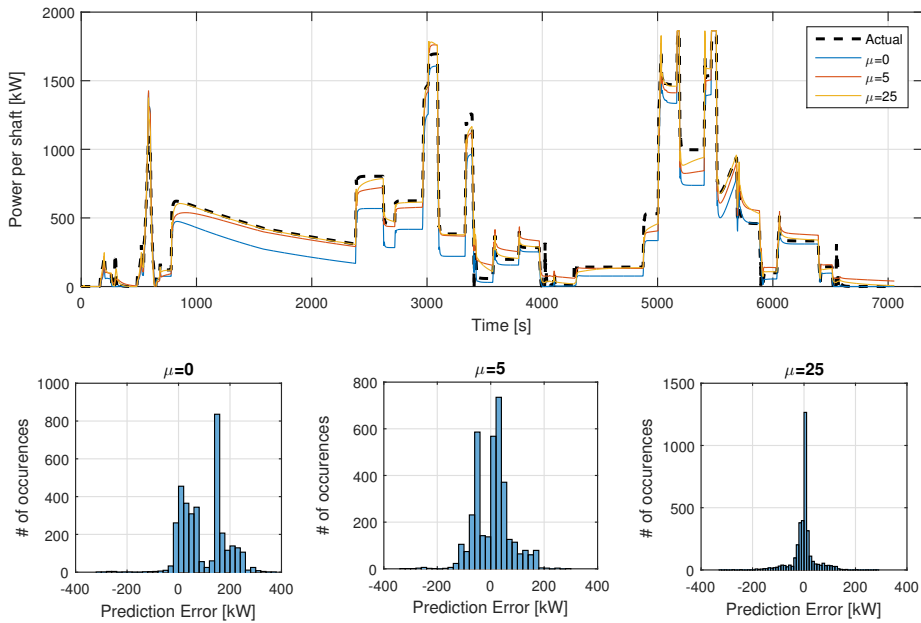 2000
1500
1000
500
0
Power per shaft [kW]
0 1000 2000 3000 4000 5000 6000 7000
Time [s]
Actual
μ=0
μ=5
μ=25
μ=0
1000
800
600
400
200
0
# of occurences
-400 -200 0 200 400
Prediction Error [kW]
μ=5
800
600
400
200
0
# of occurences
-400 -200 0 200 400
Prediction Error [kW]
μ=25
1500
1000
500
0
# of occurences
-400 -200 0 200 400
Prediction Error [kW]